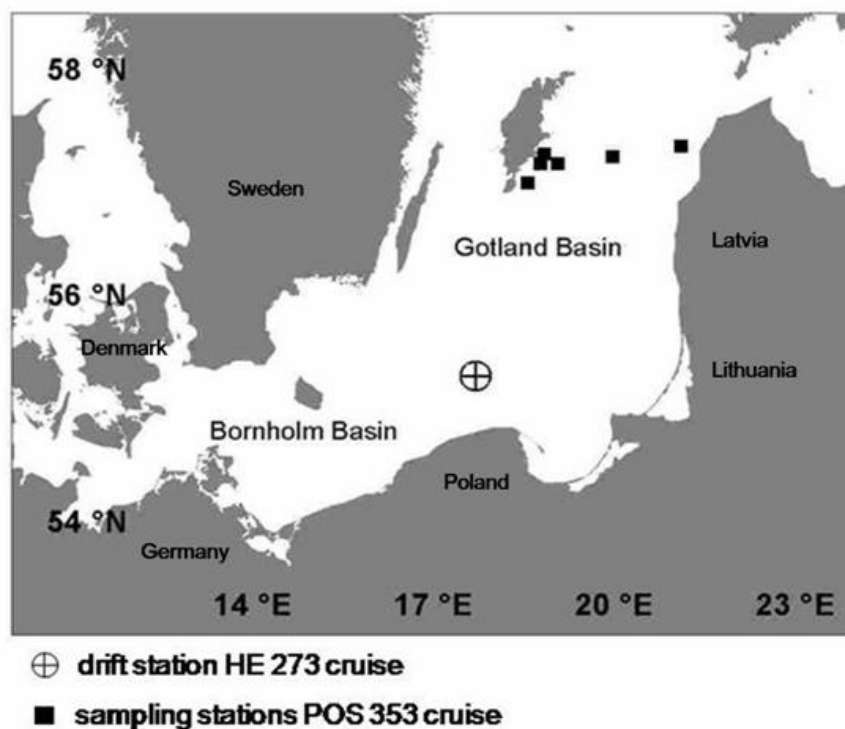 58 °N
Sweden
Gotland Basin
Latvia
56 °N
Denmark
Lithuania
Bornholm Basin
Poland
54 °N
Germany
14 °E 17 °E 20 °E 23 °E
drift station HE 273 cruise
sampling stations POS 353 cruise